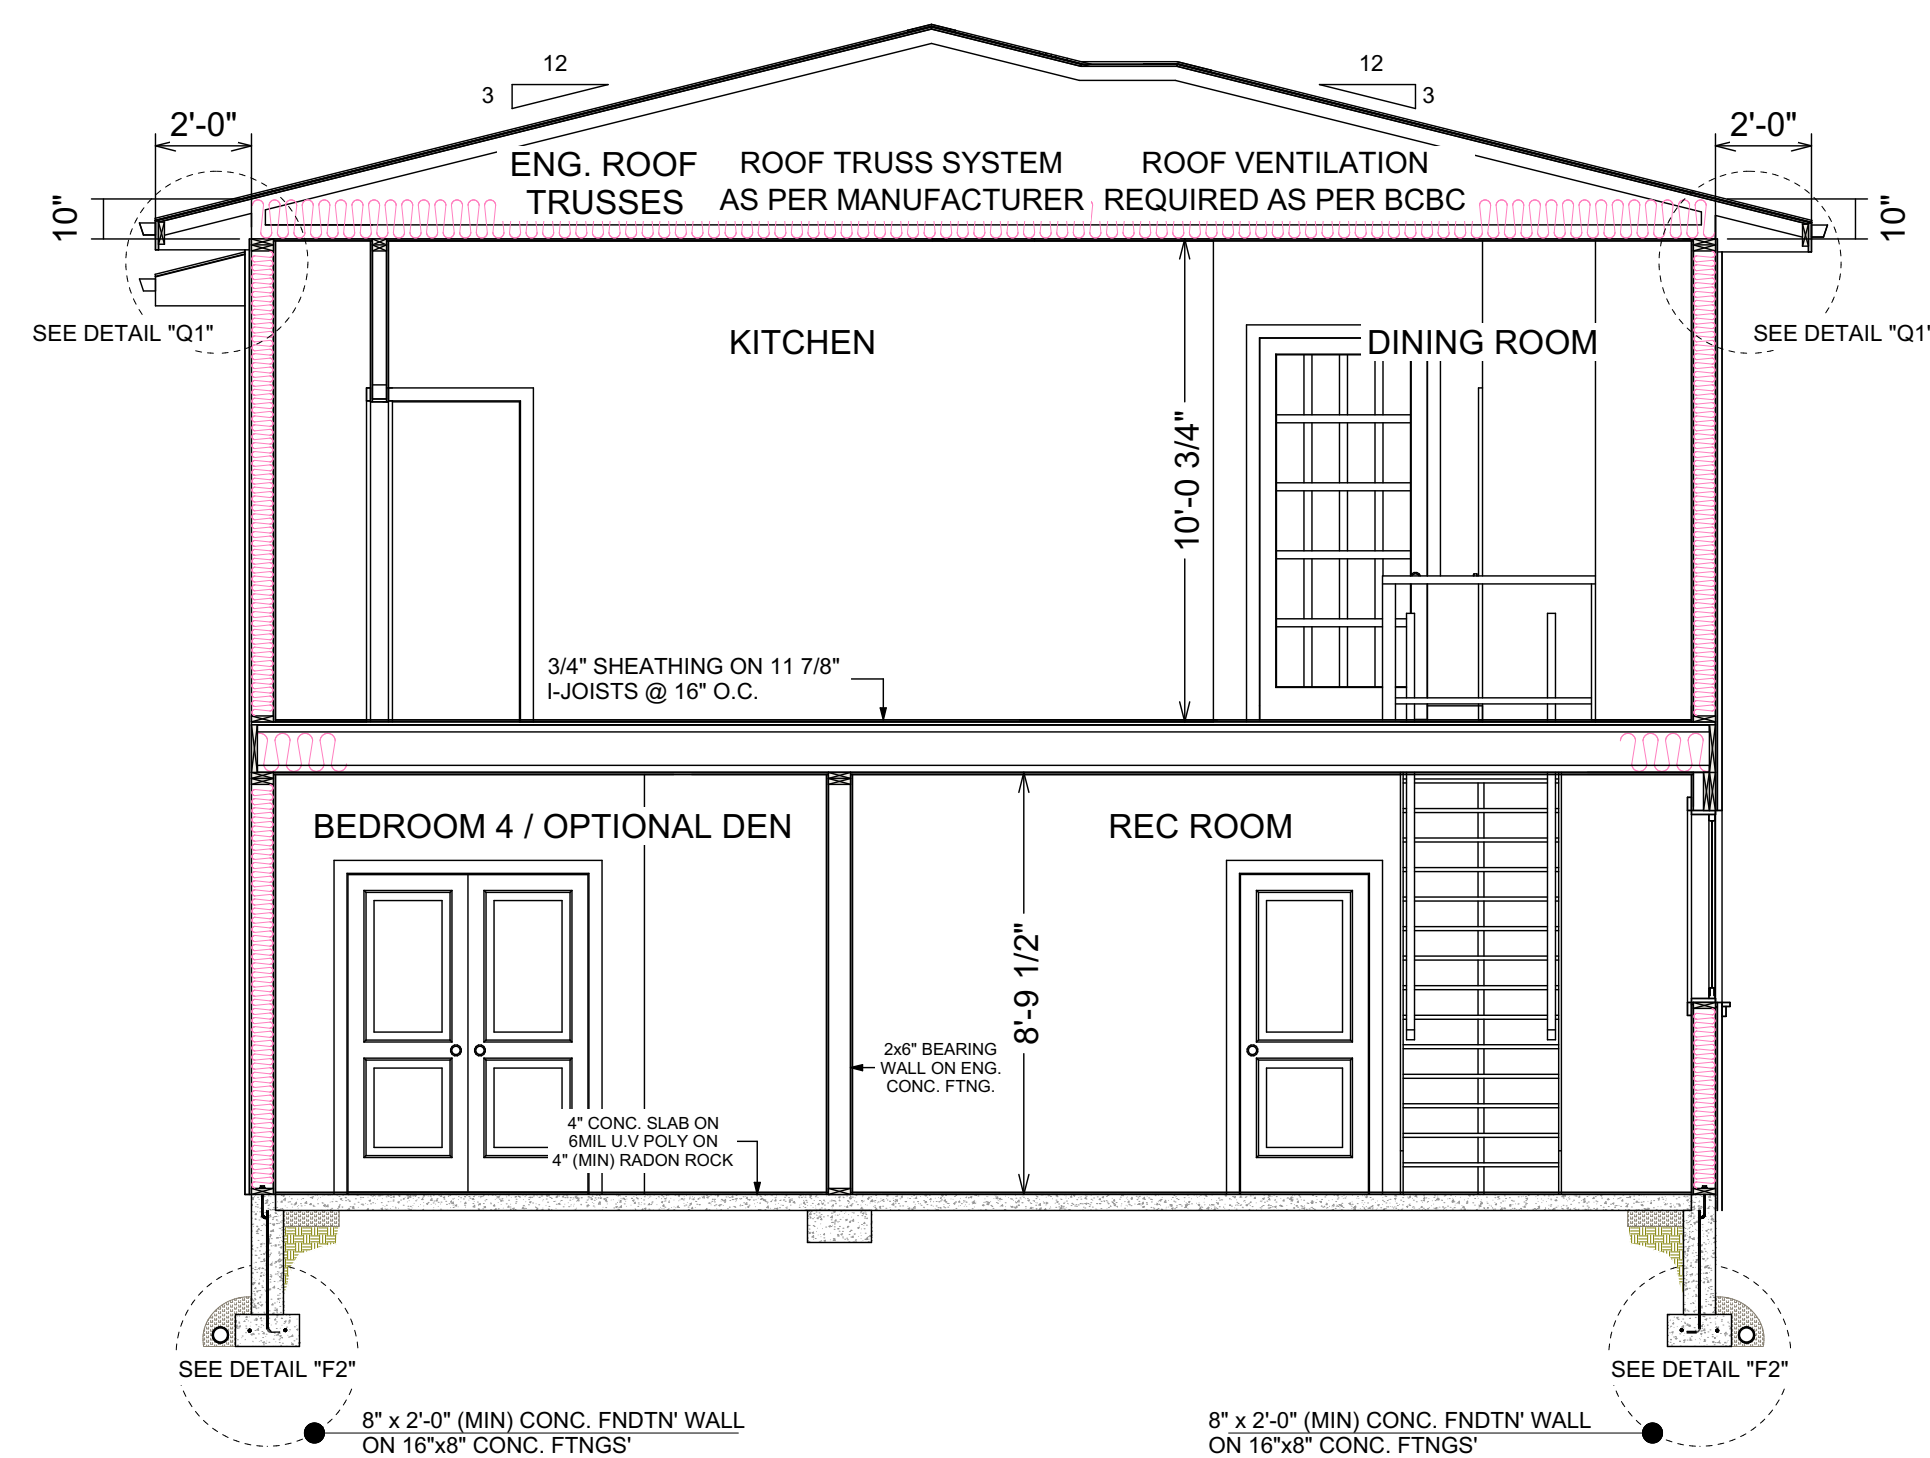 12
12
3
3
2'-0"
2'-0"
ENG. ROOF
TRUSSES
ROOF TRUSS SYSTEM
AS PER MANUFACTURER
ROOF VENTILATION
REQUIRED AS PER BCBC
10"
10"
SEE DETAIL "Q1"
SEE DETAIL "Q1"
KITCHEN
DINING ROOM
10'-0 3/4"
3/4" SHEATHING ON 11 7/8"
I-JOISTS @ 16" O.C.
BEDROOM 4 / OPTIONAL DEN
REC ROOM
8'-9 1/2"
2x6" BEARING
WALL ON ENG.
CONC. FTNG.
4" CONC. SLAB ON
6MIL U.V POLY ON
4" (MIN) RADON ROCK
SEE DETAIL "F2"
SEE DETAIL "F2"
8" x 2'-0" (MIN) CONC. FNDTN' WALL
ON 16"x8" CONC. FTNGS'
8" x 2'-0" (MIN) CONC. FNDTN' WALL
ON 16"x8" CONC. FTNGS'